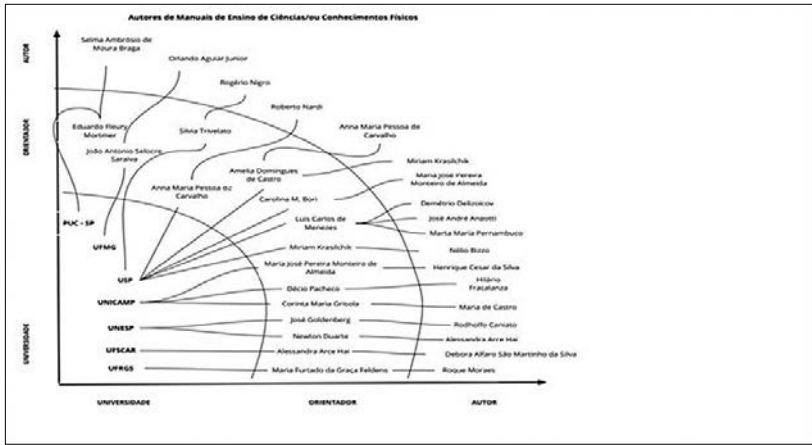 Autores de Manuais de Ensino de Ciências/ou Conhecimentos Físicos
AUTOR
ORIENTADOR
UNIVERSIDADE
Selma Ambrósio de
Moura Braga
Orlando Aguiar Junior
Rogério Nigro
Roberto Nardi
Anna Maria Pessoa de
Carvalho
Eduardo Fleury
Mortimer
Silvia Trivelato
João Antonio Selocre
Saraiva
Amelia Domingues
de Castro
Miriam Krasilchik
Anna Maria Pessoa de
Carvalho
Maria José Pereira
Monteiro de Almeida
Carolina M. Bori
Demétrio Delizoicov
PUC - SP
Luis Carlos de
Menezes
José André Angotti
Marta Maria Pernambuco
UFMG
Miriam Krasilchik
Nélio Bizzo
Maria José Pereira Monteiro de
Almeida
Henrique Cesar da Silva
USP
Décio Pacheco
Hilário
Fracalanza
UNICAMP
Corinta Maria Grisola
Maria de Castro
UNESP
José Goldenberg
Rodholfo Caniato
Newton Duarte
Alessandra Arce Hai
UFSCAR
Alessandra Arce Hai
Debora Alfaro São Martinho da Silva
UFRGS
Maria Furtado da Graça Feldens
Roque Moraes
UNIVERSIDADE
ORIENTADOR
AUTOR